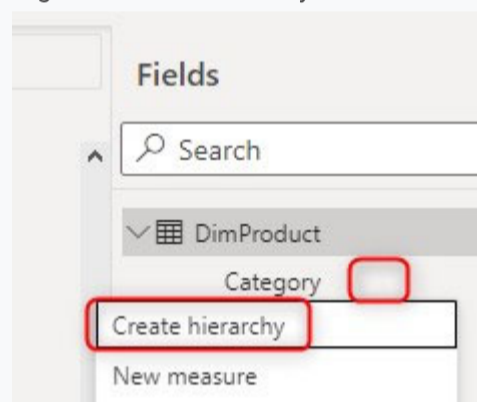 Fields
Search
DimProduct
Category
Create hierarchy
New measure